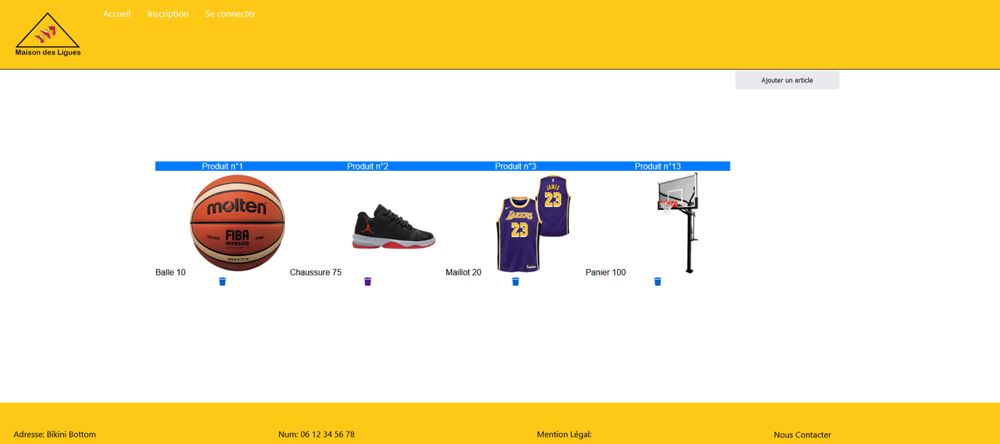 Accueil Inscription Se connecter
Maison des Ligues
Ajouter un article
Produit n°1 Produit n°2 Produit n°3 Produit n°13
molten
FIBA
APPROVED
GM7X
JAMES
23
LAKERS
23
Balle 10 Chaussure 75 Maillot 20 Panier 100
Adresse: Bikini Bottom Num: 06 12 34 56 78 Mention Légal: Nous Contacter